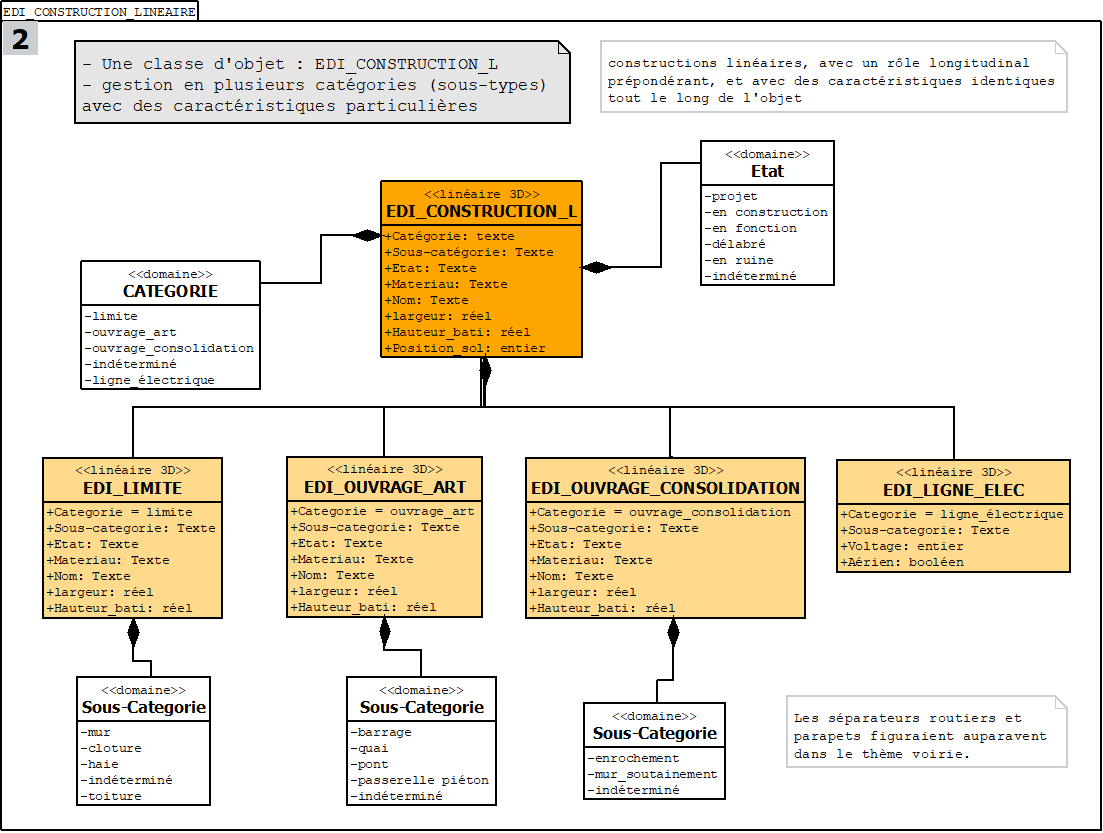 EDI_CONSTRUCTION_LINEAIRE
2
- Une classe d'objet : EDI_CONSTRUCTION_L
- gestion en plusieurs catégories (sous-types)
avec des caractéristiques particulières
constructions linéaires, avec un rôle longitudinal
prépondérant, et avec des caractéristiques identiques
tout le long de l'objet
<<domaine>>
Etat
-projet
-en construction
-en fonction
-délabré
-en ruine
-indéterminé
<<linéaire 3D>>
EDI_CONSTRUCTION_L
+Catégorie: texte
+Sous-catégorie: Texte
+Etat: Texte
+Materiau: Texte
+Nom: Texte
+largeur: réel
+Hauteur_bati: réel
+Position_sol: entier
<<domaine>>
CATEGORIE
-limite
-ouvrage_art
-ouvrage_consolidation
-indéterminé
-ligne_électrique
<<linéaire 3D>>
EDI_LIMITE
+Categorie = limite
+Sous-categorie: Texte
+Etat: Texte
+Materiau: Texte
+Nom: Texte
+largeur: réel
+Hauteur_bati: réel
<<linéaire 3D>>
EDI_OUVRAGE_ART
+Categorie = ouvrage_art
+Sous-categorie: Texte
+Etat: Texte
+Materiau: Texte
+Nom: Texte
+largeur: réel
+Hauteur_bati: réel
<<linéaire 3D>>
EDI_OUVRAGE_CONSOLIDATION
+Categorie = ouvrage_consolidation
+Sous-categorie: Texte
+Etat: Texte
+Materiau: Texte
+Nom: Texte
+largeur: réel
+Hauteur_bati: réel
<<linéaire 3D>>
EDI_LIGNE_ELEC
+Categorie = ligne_électrique
+Sous-categorie: Texte
+Voltage: entier
+Aérien: booléen
<<domaine>>
Sous-Categorie
-mur
-cloture
-haie
-indéterminé
-toiture
<<domaine>>
Sous-Categorie
-barrage
-quai
-pont
-passerelle piéton
-indéterminé
<<domaine>>
Sous-Categorie
-enrochement
-mur_soutainement
-indéterminé
Les séparateurs routiers et
parapets figuraient auparavent
dans le thème voirie.